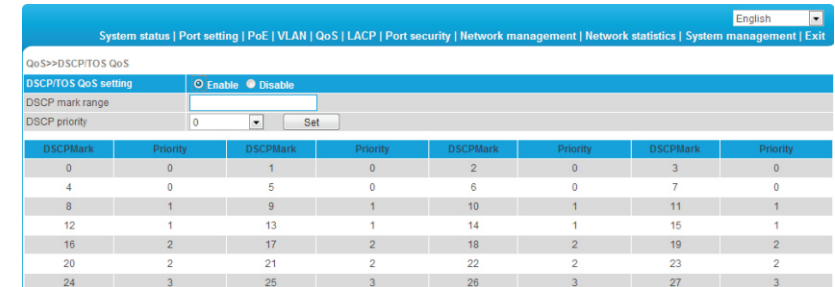 English
System status | Port setting | PoE | VLAN | QoS | LACP | Port security | Network management | Network statistics | System management | Exit
QoS>>DSCP/TOS QoS
DSCP/TOS QoS setting Enable Disable
DSCP mark range
DSCP priority 0 Set
DSCPMark Priority DSCPMark Priority DSCPMark Priority DSCPMark Priority
0 0 1 0 2 0 3 0
4 0 5 0 6 0 7 0
8 1 9 1 10 1 11 1
12 1 13 1 14 1 15 1
16 2 17 2 18 2 19 2
20 2 21 2 22 2 23 2
24 3 25 3 26 3 27 3